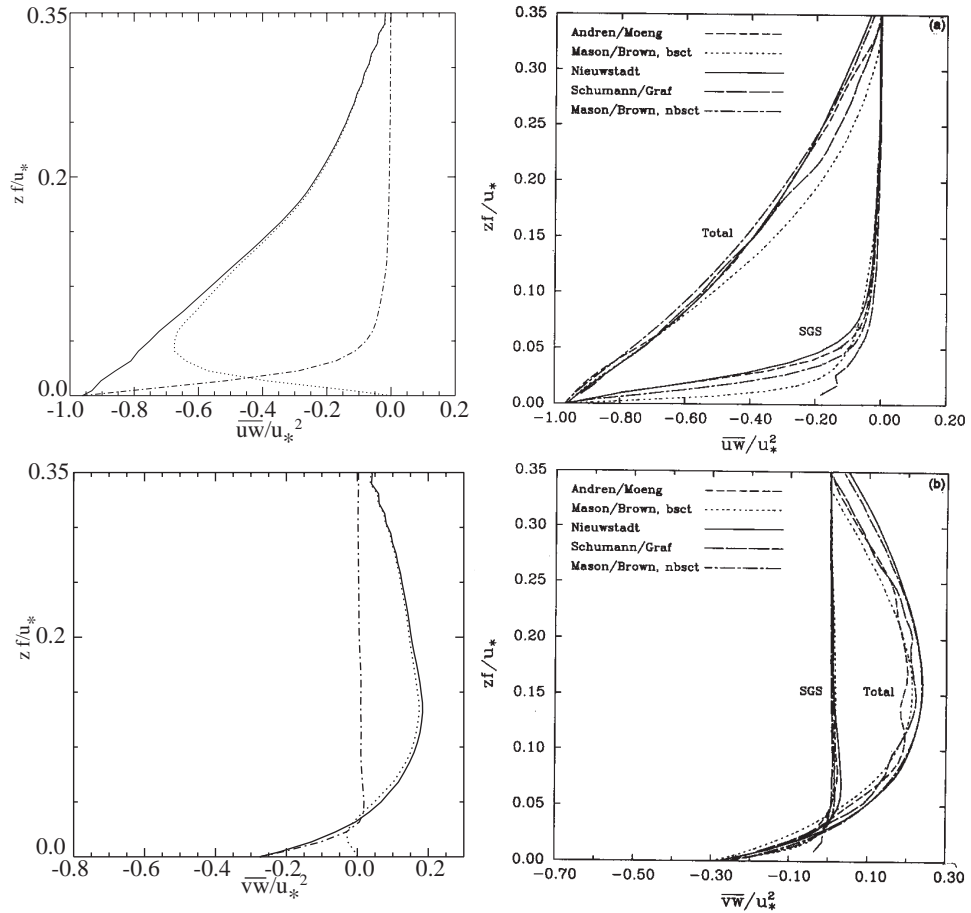 0.35
0.2
0.0
z f/u*
-1.0 -0.8 -0.6 -0.4 -0.2 0.0 0.2
uw/u*²
(a)
Andren/Moeng
Mason/Brown, bsct
Nieuwstadt
Schumann/Graf
Mason/Brown, nbsct
Total
SGS
0.35
0.30
0.25
0.20
0.15
0.10
0.05
0.00
zf/u*
-1.00 -0.80 -0.60 -0.40 -0.20 0.00
uw/u*²
0.35
0.2
0.0
z f/u*
-0.8 -0.6 -0.4 -0.2 0.0 0.2
vw/u*²
(b)
Andren/Moeng
Mason/Brown, bsct
Nieuwstadt
Schumann/Graf
Mason/Brown, nbsct
SGS Total
0.35
0.30
0.25
0.20
0.15
0.10
0.05
0.00
zf/u*
-0.70 -0.50 -0.30 -0.10 0.10 0.30
vw/u*²